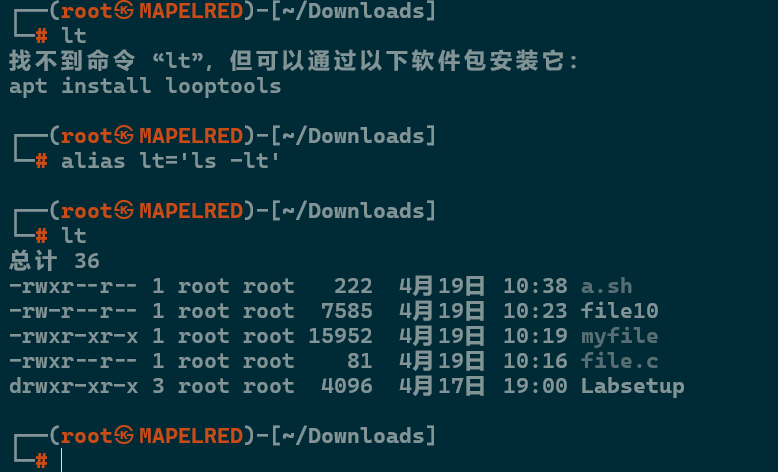 ┌──(root㉿MAPELRED)-[~/Downloads]
└─# lt
找不到命令 “lt”，但可以通过以下软件包安装它：
apt install looptools
┌──(root㉿MAPELRED)-[~/Downloads]
└─# alias lt='ls -lt'
┌──(root㉿MAPELRED)-[~/Downloads]
└─# lt
总计 36
-rwxr--r-- 1 root root   222  4月19日 10:38 a.sh
-rw-r--r-- 1 root root  7585  4月19日 10:23 file10
-rwxr-xr-x 1 root root 15952  4月19日 10:19 myfile
-rwxr--r-- 1 root root    81  4月19日 10:16 file.c
drwxr-xr-x 3 root root  4096  4月17日 19:00 Labsetup
┌──(root㉿MAPELRED)-[~/Downloads]
└─#